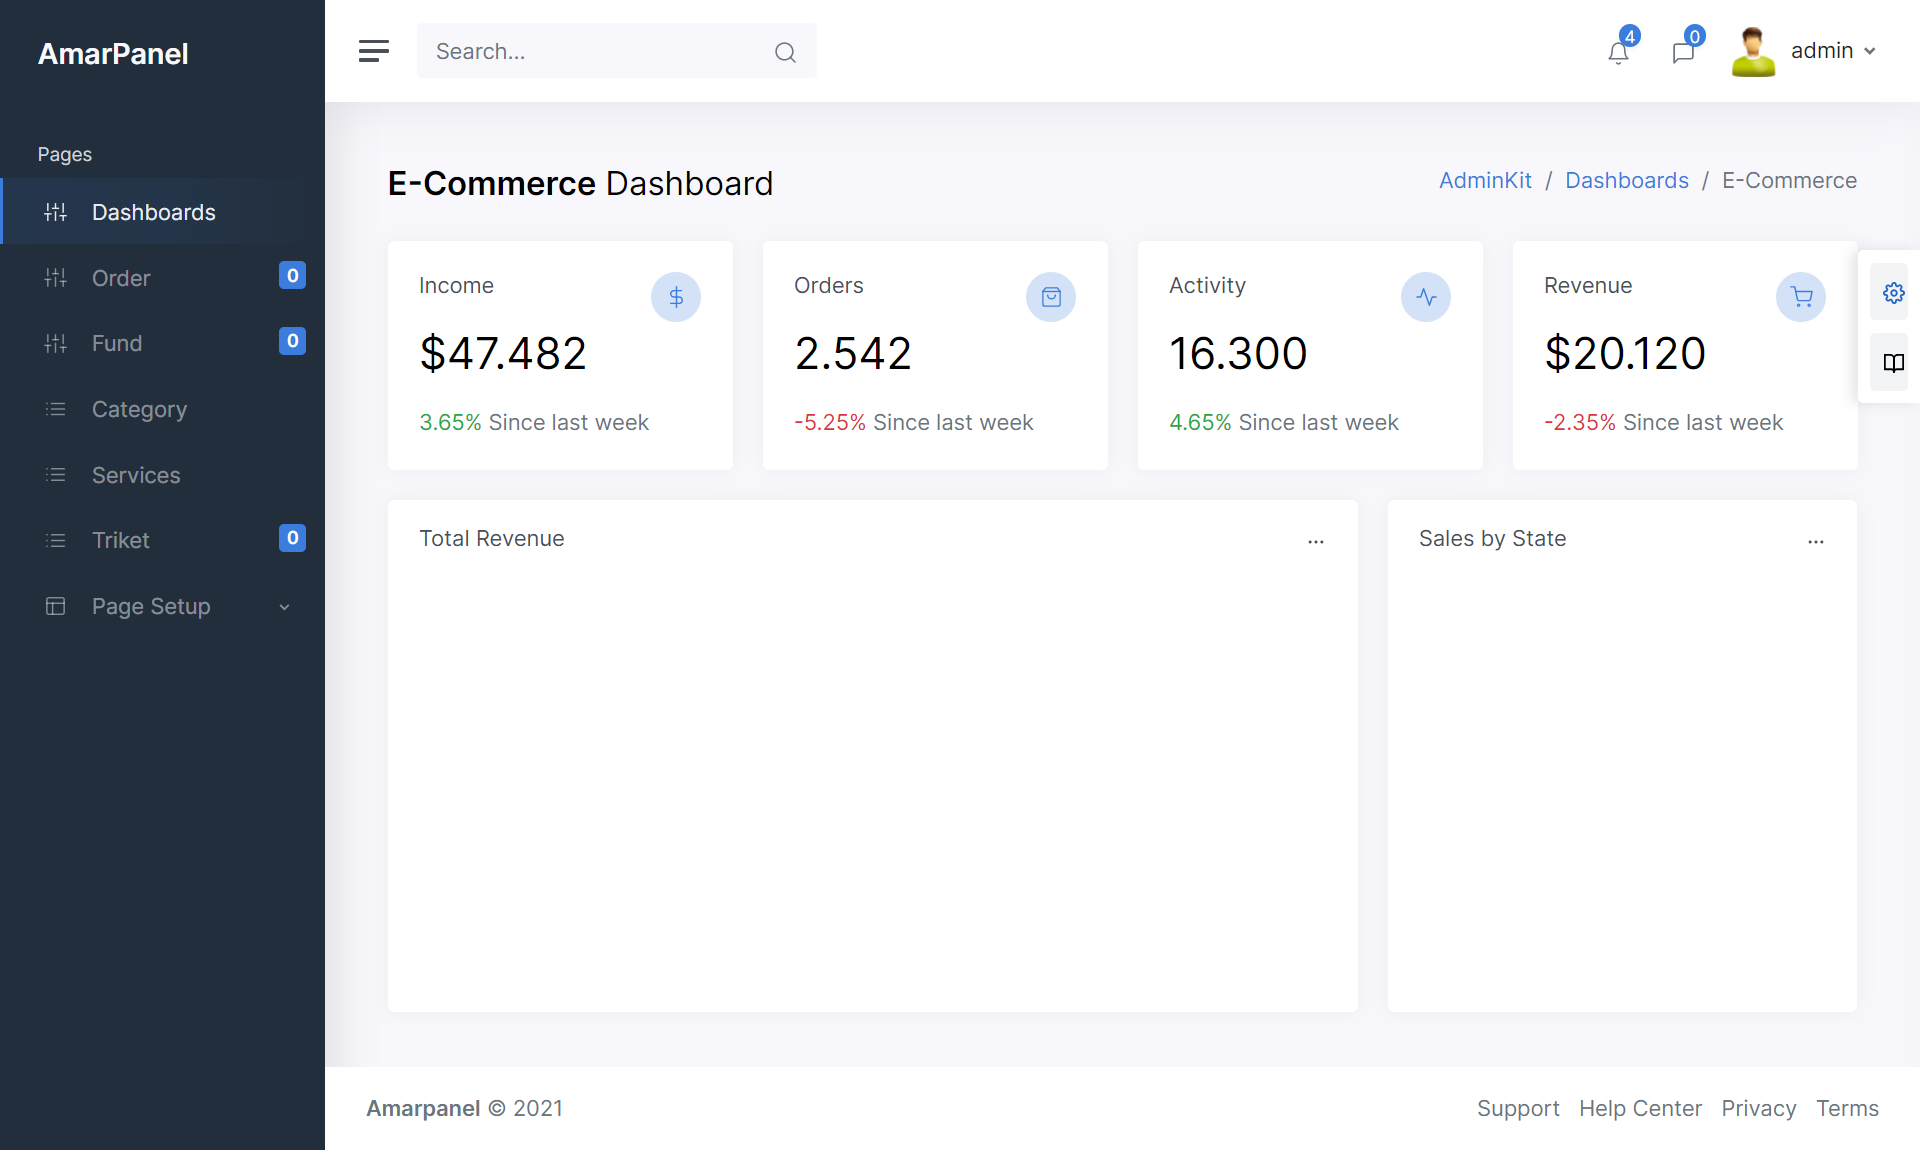 AmarPanel
Search...
4
0
admin
Pages
Dashboards
Order 0
Fund 0
Category
Services
Triket 0
Page Setup
E-Commerce Dashboard
AdminKit / Dashboards / E-Commerce
Income
$47.482
3.65% Since last week
Orders
2.542
-5.25% Since last week
Activity
16.300
4.65% Since last week
Revenue
$20.120
-2.35% Since last week
Total Revenue
Sales by State
Amarpanel © 2021
Support Help Center Privacy Terms